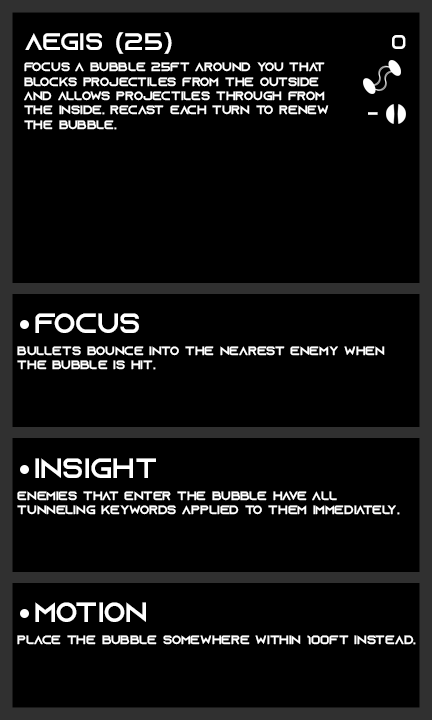 AEGIS (25)
O
FOCUS A BUBBLE 25FT AROUND YOU THAT
BLOCKS PROJECTILES FROM THE OUTSIDE
AND ALLOWS PROJECTILES THROUGH FROM
THE INSIDE. RECAST EACH TURN TO RENEW
THE BUBBLE.
•FOCUS
BULLETS BOUNCE INTO THE NEAREST ENEMY WHEN
THE BUBBLE IS HIT.
•INSIGHT
ENEMIES THAT ENTER THE BUBBLE HAVE ALL
TUNNELING KEYWORDS APPLIED TO THEM IMMEDIATELY.
•MOTION
PLACE THE BUBBLE SOMEWHERE WITHIN 100FT INSTEAD.